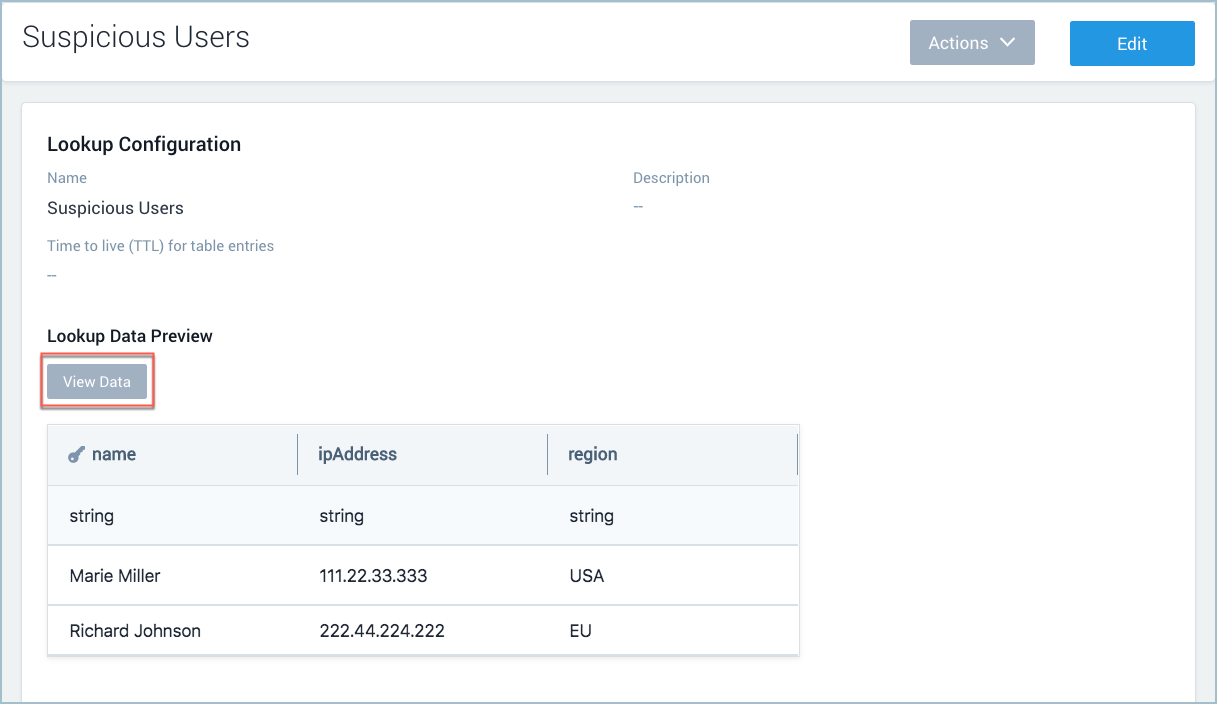 Suspicious Users
Actions
Edit
Lookup Configuration
Name
Description
Suspicious Users
--
Time to live (TTL) for table entries
--
Lookup Data Preview
View Data
name ipAddress region
string string string
Marie Miller 111.22.33.333 USA
Richard Johnson 222.44.224.222 EU